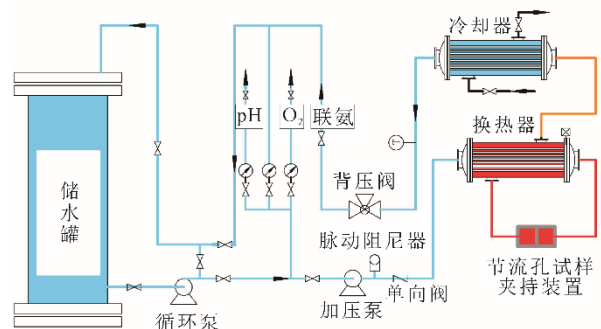 冷却器
pH
O₂
联氨
T
换热器
储
水
罐
背压阀
脉动阻尼器
节流孔试样
夹持装置
单向阀
加压泵
循环泵